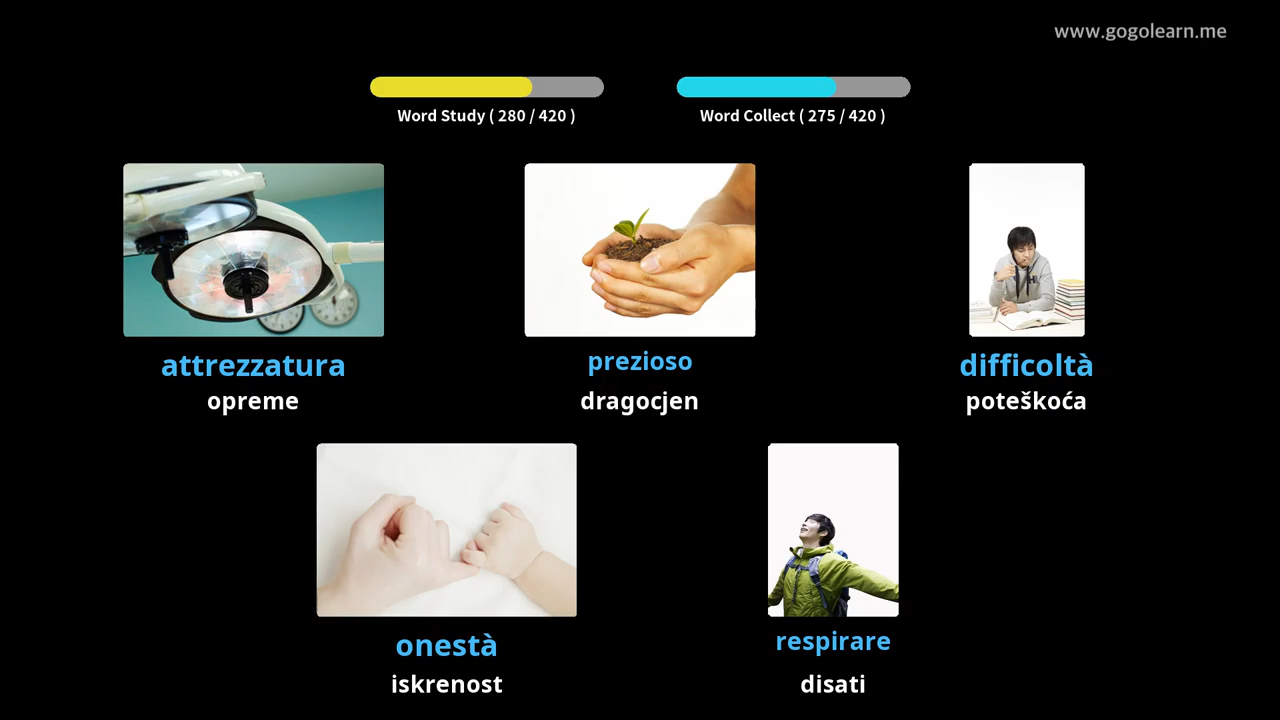 www.gogolearn.me
Word Study ( 280 / 420 )
Word Collect ( 275 / 420 )
attrezzatura
opreme
prezioso
dragocjen
difficoltà
poteškoća
onestà
iskrenost
respirare
disati